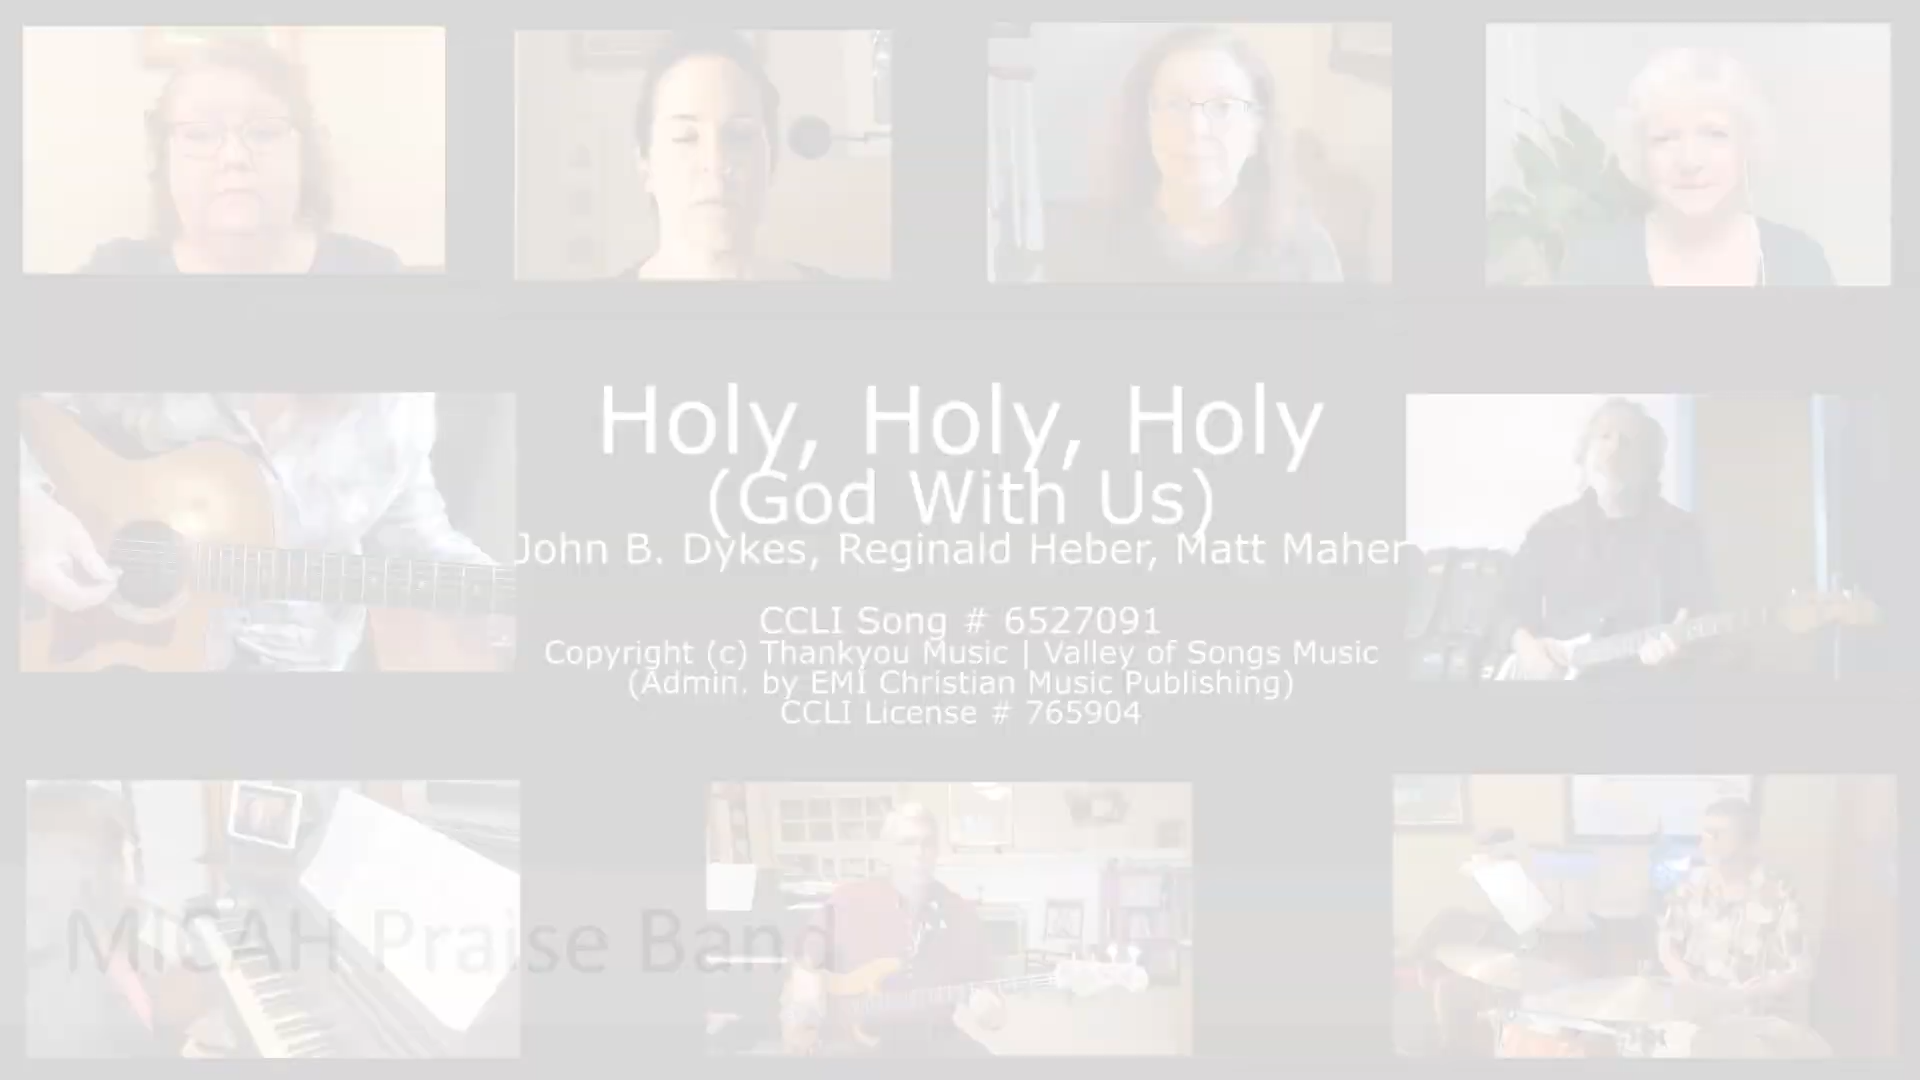 Holy, Holy, Holy
(God With Us)
John B. Dykes, Reginald Heber, Matt Maher
CCLI Song # 6527091
Copyright (c) Thankyou Music | Valley of Songs Music
(Admin. by EMI Christian Music Publishing)
CCLI License # 765904
MICAH Praise Band